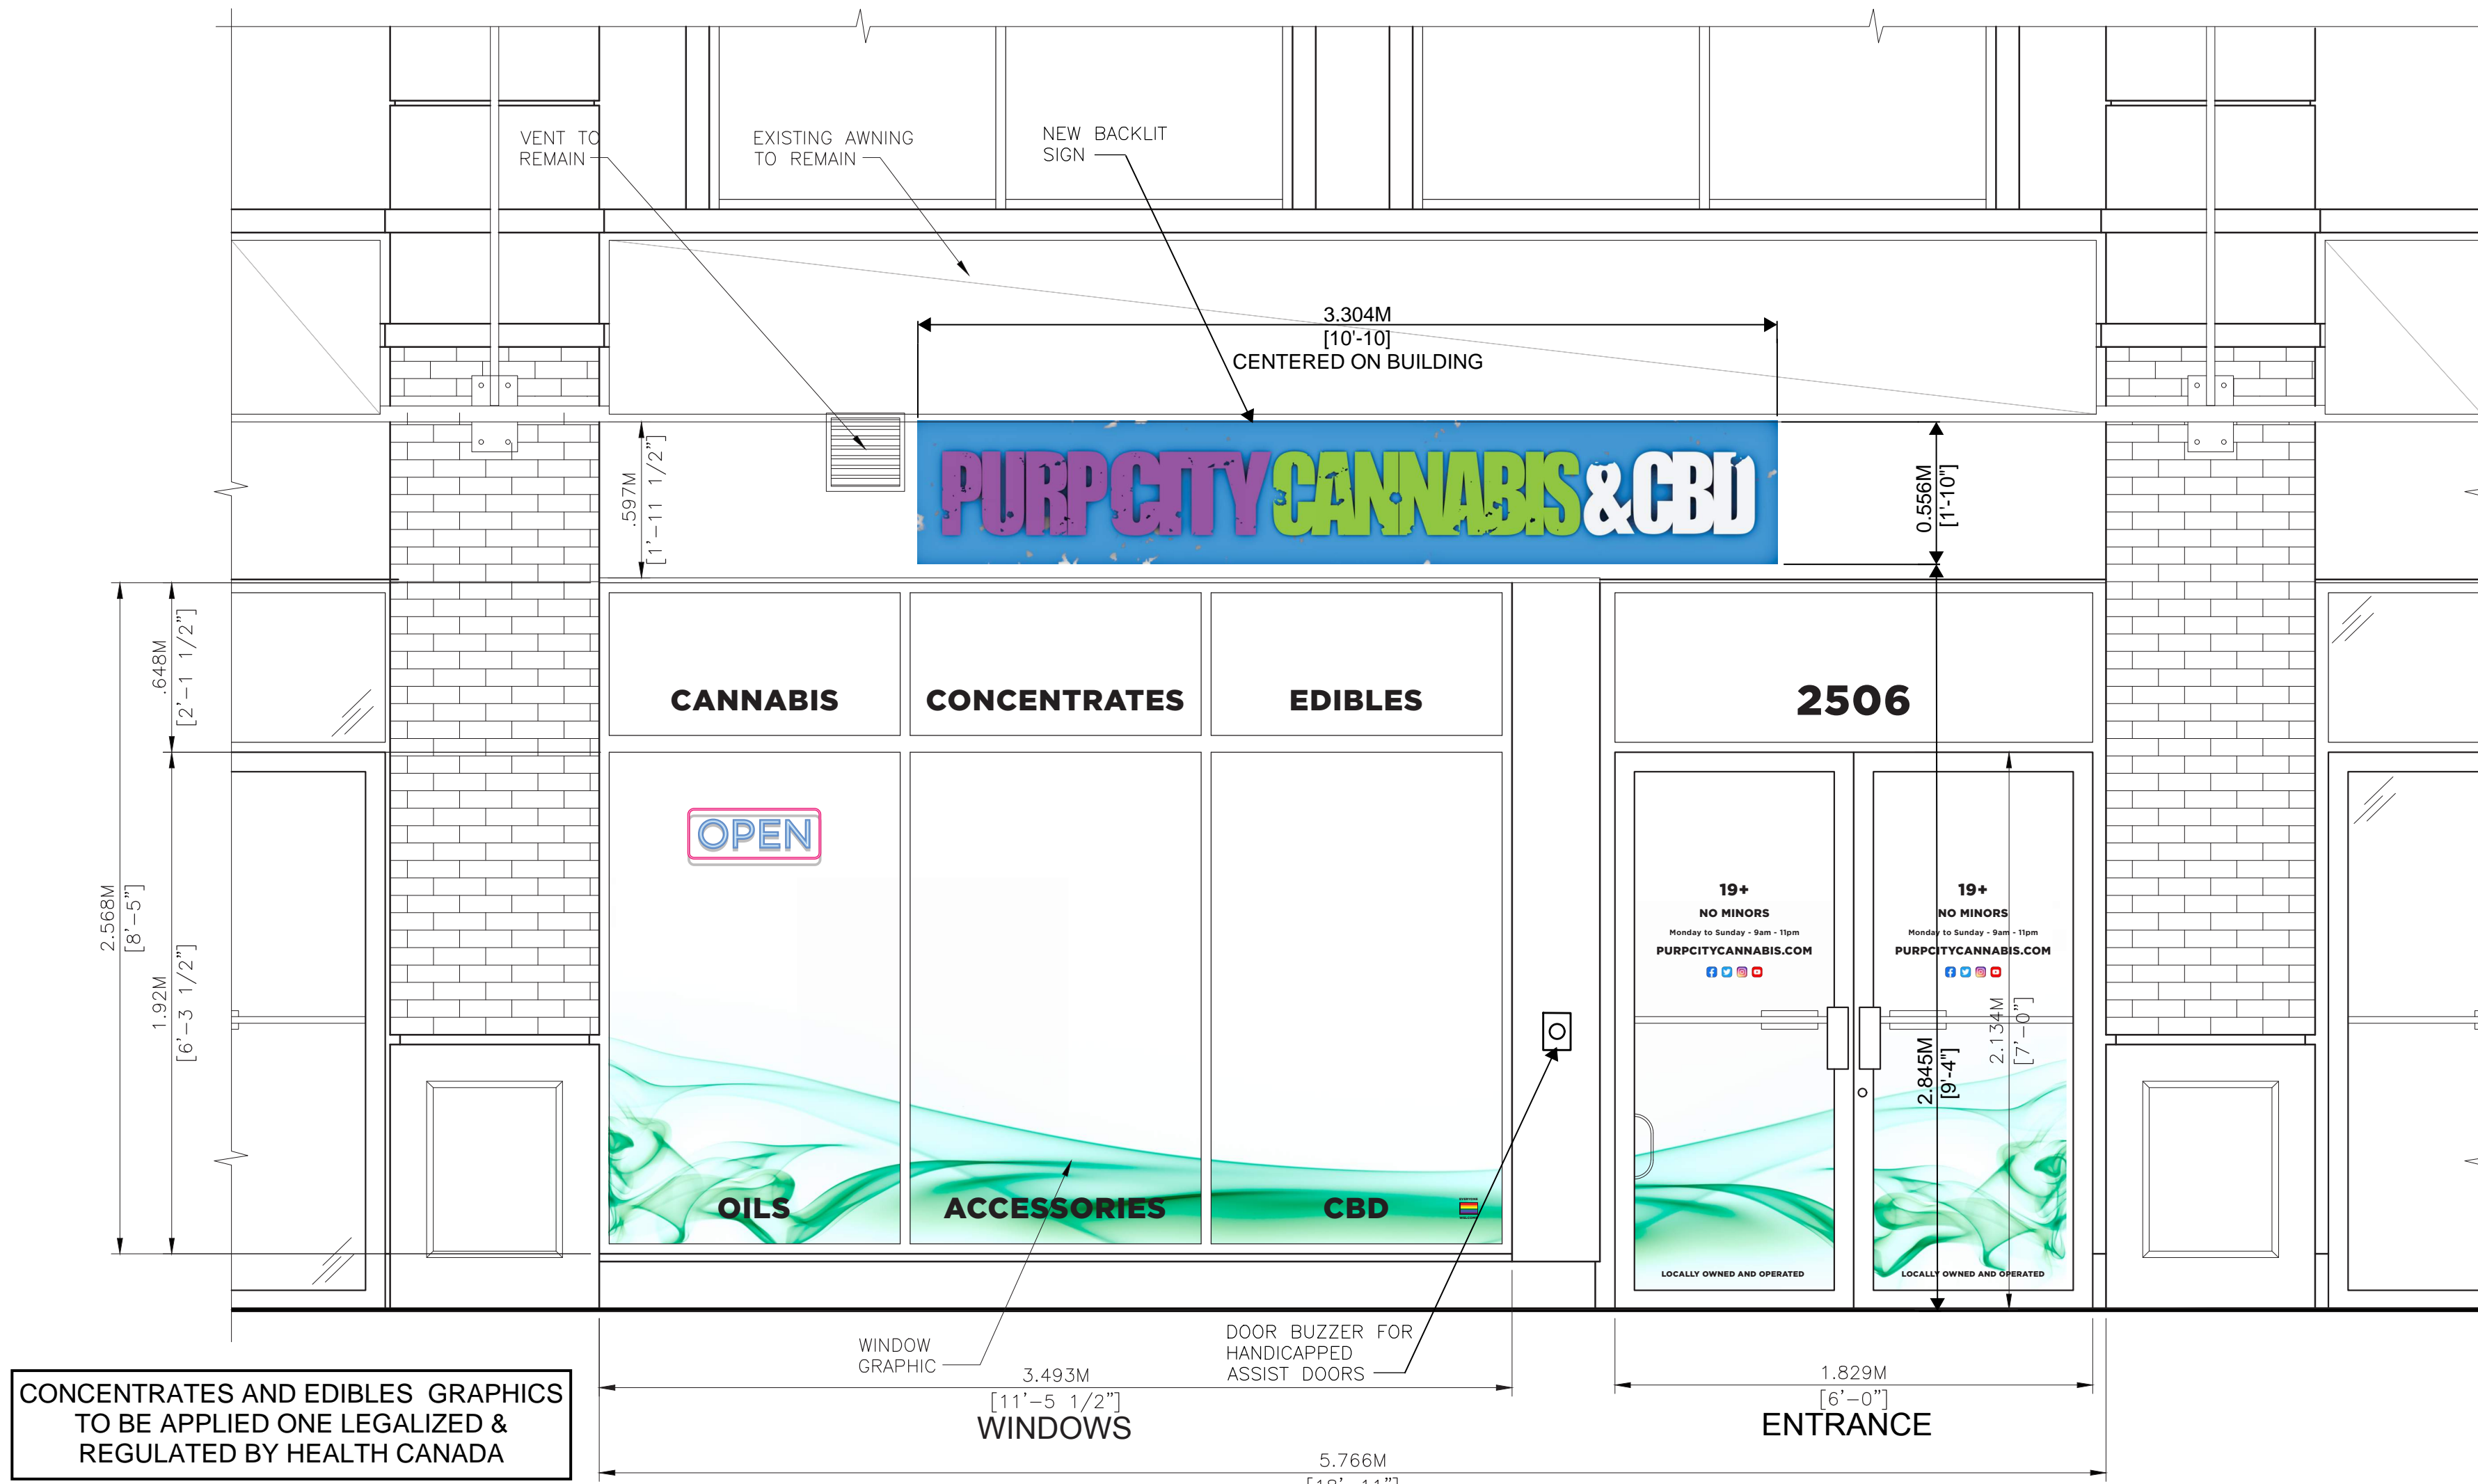 VENT TO
REMAIN
EXISTING AWNING
TO REMAIN
NEW BACKLIT
SIGN
3.304M
[10'-10]
CENTERED ON BUILDING
.597M
[1'-11 1/2"]
PURP CITY CANNABIS & CBD
0.556M
[1'-10"]
.648M
[2'-1 1/2"]
2.568M
[8'-5"]
1.92M
[6'-3 1/2"]
CANNABIS
CONCENTRATES
EDIBLES
2506
OPEN
19+
NO MINORS
Monday to Sunday - 9am - 11pm
PURPCITYCANNABIS.COM
19+
NO MINORS
Monday to Sunday - 9am - 11pm
PURPCITYCANNABIS.COM
2.845M
[9'-4"]
2.134M
[7'-0"]
OILS
ACCESSORIES
CBD
LOCALLY OWNED AND OPERATED
LOCALLY OWNED AND OPERATED
WINDOW
GRAPHIC
DOOR BUZZER FOR
HANDICAPPED
ASSIST DOORS
3.493M
[11'-5 1/2"]
WINDOWS
1.829M
[6'-0"]
ENTRANCE
5.766M
CONCENTRATES AND EDIBLES GRAPHICS
TO BE APPLIED ONE LEGALIZED &
REGULATED BY HEALTH CANADA